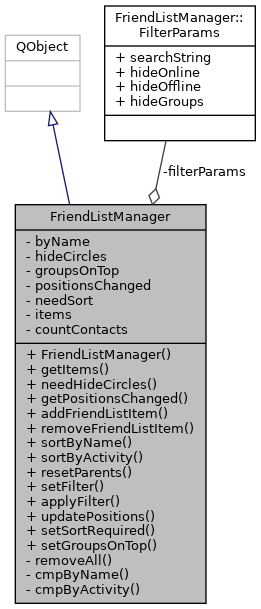 QObject
FriendListManager::
FilterParams
+ searchString
+ hideOnline
+ hideOffline
+ hideGroups
-filterParams
FriendListManager
- byName
- hideCircles
- groupsOnTop
- positionsChanged
- needSort
- items
- countContacts
+ FriendListManager()
+ getItems()
+ needHideCircles()
+ getPositionsChanged()
+ addFriendListItem()
+ removeFriendListItem()
+ sortByName()
+ sortByActivity()
+ resetParents()
+ setFilter()
+ applyFilter()
+ updatePositions()
+ setSortRequired()
+ setGroupsOnTop()
- removeAll()
- cmpByName()
- cmpByActivity()